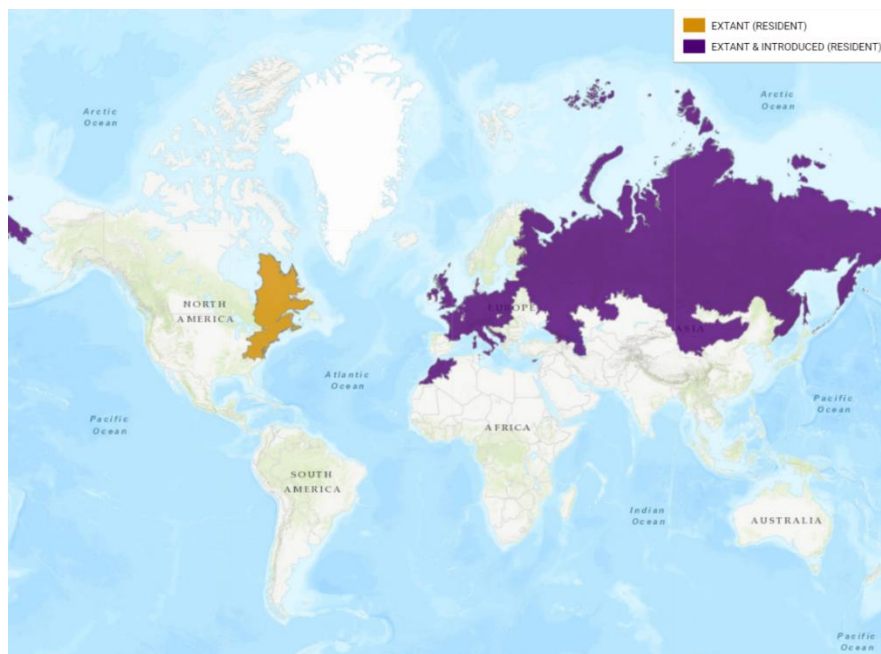 EXTANT (RESIDENT)
EXTANT & INTRODUCED (RESIDENT)
Arctic
Ocean
Arctic
Ocean
NORTH
AMERICA
EUROPE
ASIA
Atlantic
Ocean
Pacific
Ocean
Pacific
Ocean
AFRICA
SOUTH
AMERICA
Indian
Ocean
AUSTRALIA
Pacific
Ocean